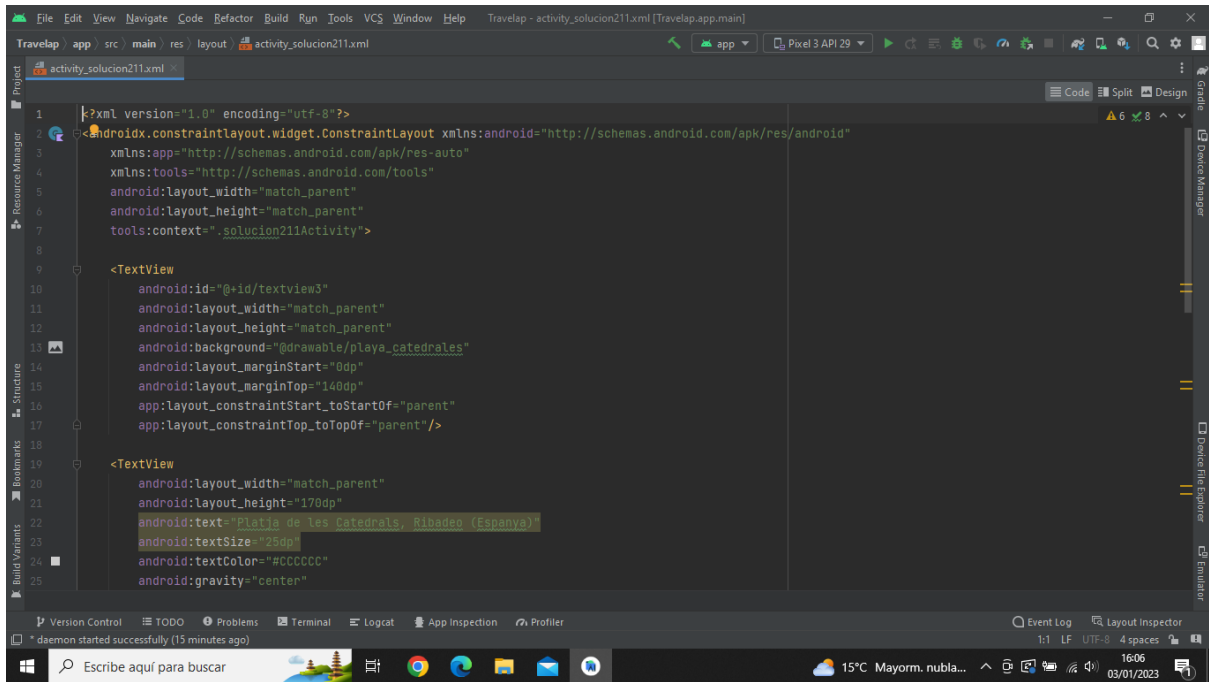 File Edit View Navigate Code Refactor Build Run Tools VCS Window Help Travelap - activity_solucion211.xml [Travelap.app.main]
Travelap app src main res layout activity_solucion211.xml app Pixel 3 API 29
activity_solucion211.xml
Code Split Design
6 8
Project
Resource Manager
Structure
Bookmarks
Build Variants
1 <?xml version="1.0" encoding="utf-8"?>
2 <androidx.constraintlayout.widget.ConstraintLayout xmlns:android="http://schemas.android.com/apk/res/android"
3 xmlns:app="http://schemas.android.com/apk/res-auto"
4 xmlns:tools="http://schemas.android.com/tools"
5 android:layout_width="match_parent"
6 android:layout_height="match_parent"
7 tools:context=".solucion211Activity">
8
9 <TextView
10 android:id="@+id/textview3"
11 android:layout_width="match_parent"
12 android:layout_height="match_parent"
13 android:background="@drawable/playa_catedrales"
14 android:layout_marginStart="0dp"
15 android:layout_marginTop="140dp"
16 app:layout_constraintStart_toStartOf="parent"
17 app:layout_constraintTop_toTopOf="parent"/>
18
19 <TextView
20 android:layout_width="match_parent"
21 android:layout_height="170dp"
22 android:text="Platja de les Catedrals, Ribadeo (Espanya)"
23 android:textSize="25dp"
24 android:textColor="#CCCCCC"
25 android:gravity="center"
Gradle
Device Manager
Device File Explorer
Emulator
Version Control TODO Problems Terminal Logcat App Inspection Profiler Event Log Layout Inspector
* daemon started successfully (15 minutes ago) 1:1 LF UTF-8 4 spaces
Escribe aquí para buscar 15°C Mayorm. nubla... 16:06
03/01/2023
1